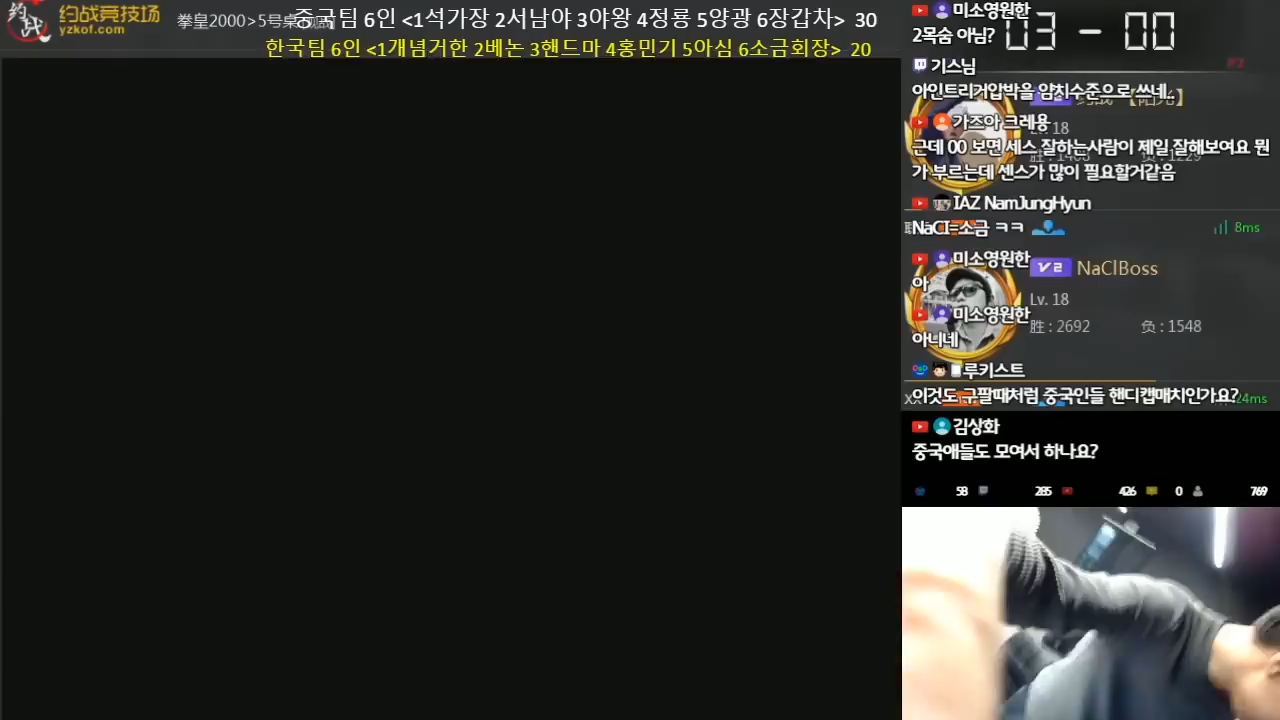 约战竞技场
yzkof.com
拳皇2000>5号桌
중국팀 6인 <1석가장 2서남야 3야왕 4정룡 5양광 6장갑차> 30
한국팀 6인 <1개념거한 2베논 3핸드마 4홍민기 5아심 6소금회장> 20
03 - 00
P2
미소영원한
2목숨 아님?
기스님
아인트리거압박을 얌치수준으로 쓰네..
가즈아 크레용
근데 00 보면 세스 잘하는사람이 제일 잘해보여요 뭔
가 부르는데 센스가 많이 필요할거같음
IAZ NamJungHyun
NaCl=소금 ㅋㅋ
8ms
미소영원한
아
V2 NaClBoss
Lv. 18
胜 : 2692 负 : 1548
미소영원한
아니네
루키스트
이것도 구팔때처럼 중국인들 핸디캡매치인가요?
24ms
김상화
중국애들도 모여서 하나요?
58 285 426 0 769